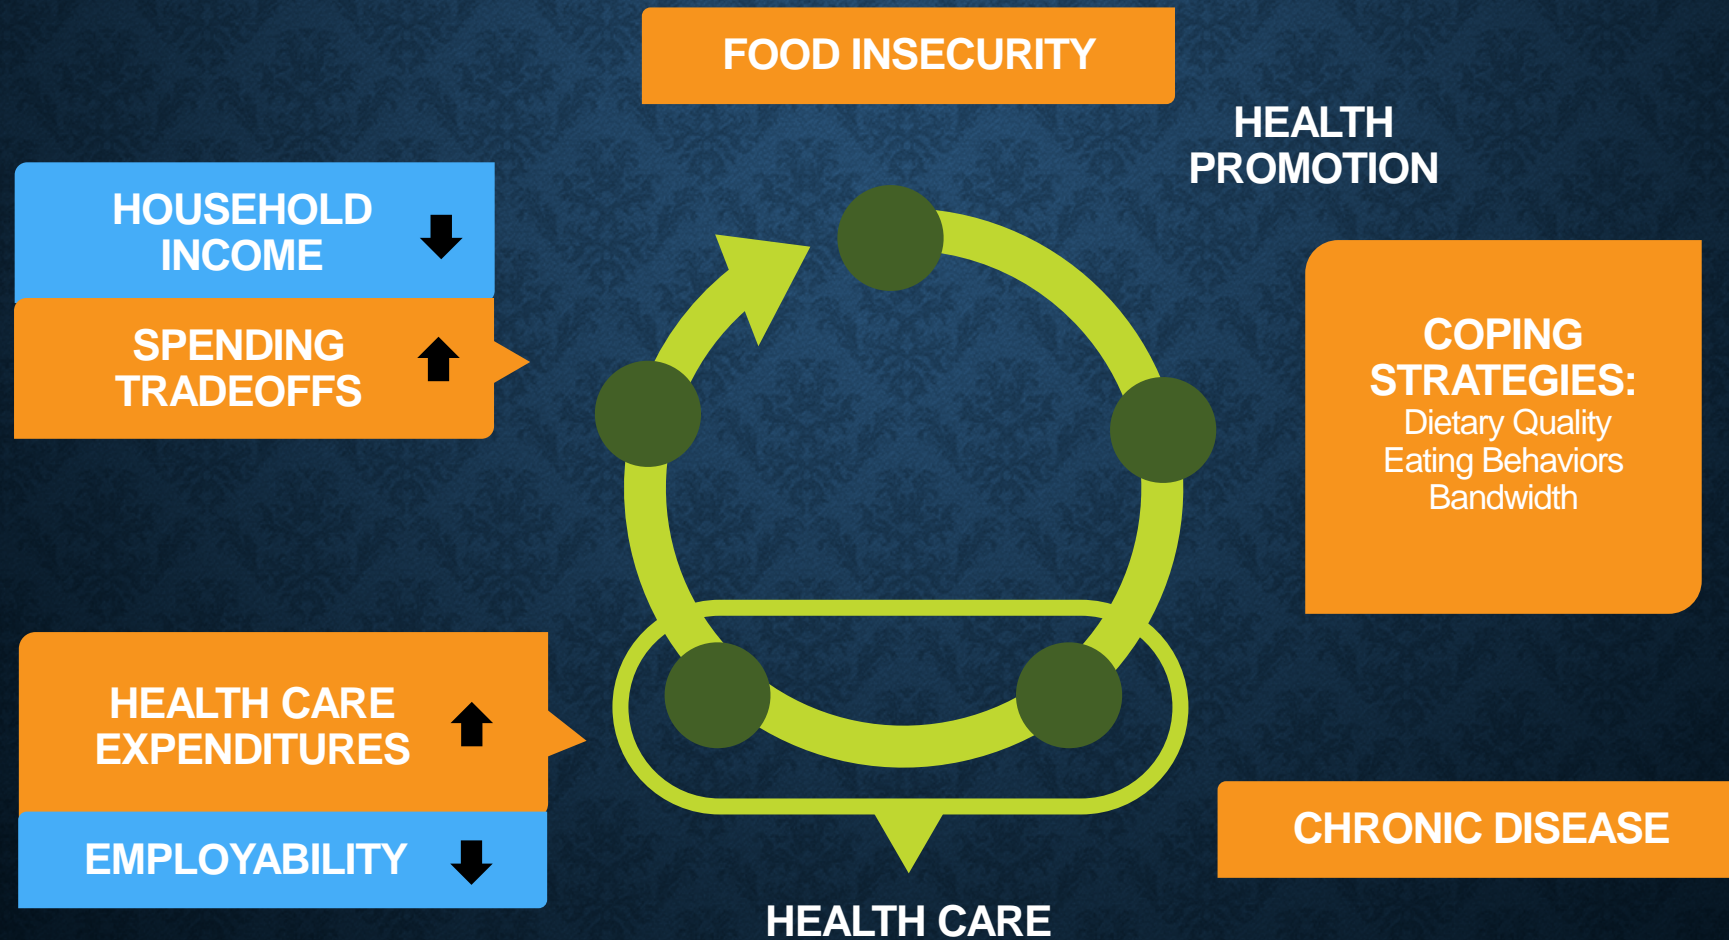 FOOD INSECURITY
HEALTH
PROMOTION
HOUSEHOLD
INCOME
SPENDING
TRADEOFFS
COPING
STRATEGIES:
Dietary Quality
Eating Behaviors
Bandwidth
HEALTH CARE
EXPENDITURES
EMPLOYABILITY
CHRONIC DISEASE
HEALTH CARE